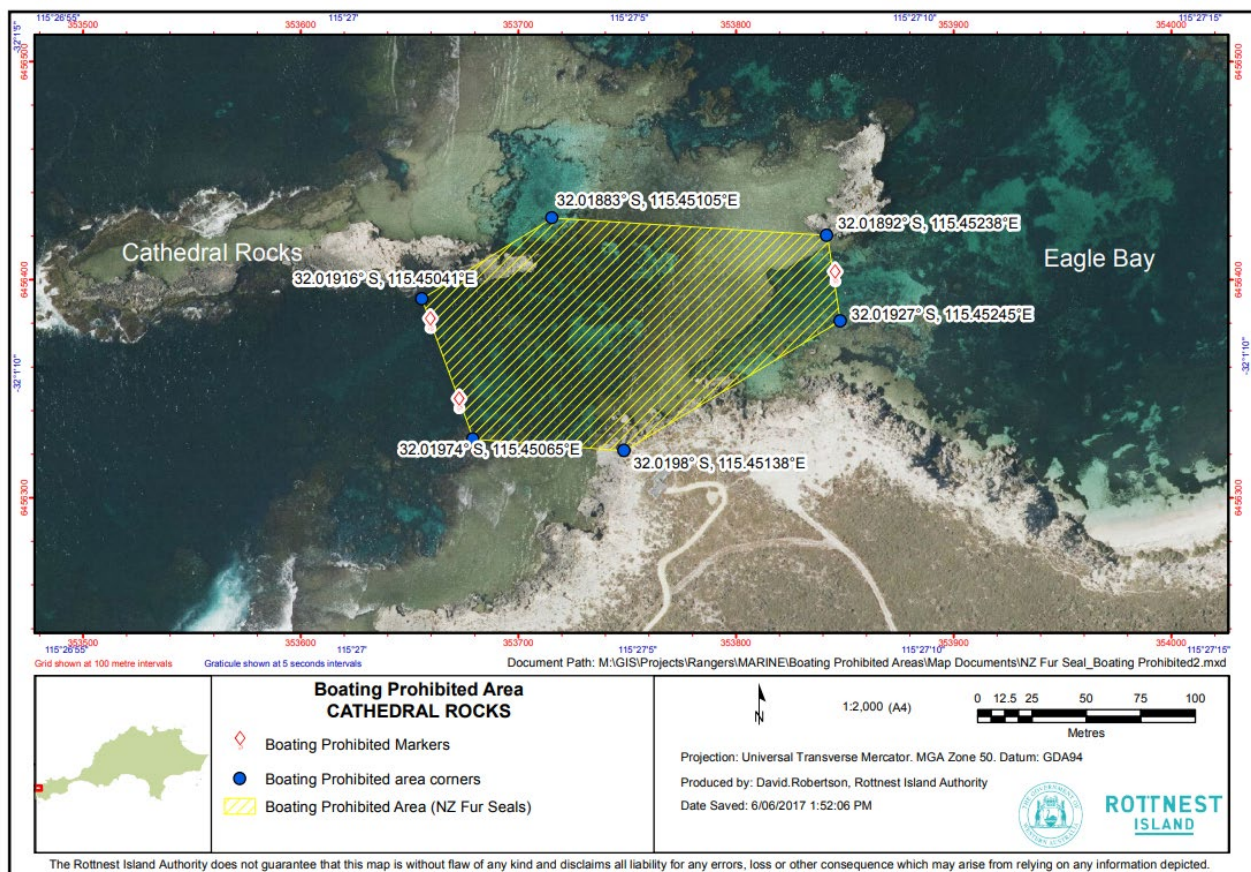 353500 353600 353700 353800 353900 354000
115°26'55" 115°27' 115°27'5" 115°27'10" 115°27'15"
-32°1'5"
6456500
6456500
32.01883° S, 115.45105°E
32.01892° S, 115.45238°E
Cathedral Rocks
Eagle Bay
32.01916° S, 115.45041°E
6456400
6456400
32.01927° S, 115.45245°E
-32°1'10"
-32°1'10"
32.01974° S, 115.45065°E
32.0198° S, 115.45138°E
6456300
6456300
353500 353600 353700 353800 353900 354000
115°26'55" 115°27' 115°27'5" 115°27'10" 115°27'15"
Grid shown at 100 metre intervals
Graticule shown at 5 seconds intervals
Document Path: M:\GIS\Projects\Rangers\MARINE\Boating Prohibited Areas\Map Documents\NZ Fur Seal_Boating Prohibited2.mxd
Boating Prohibited Area
CATHEDRAL ROCKS
Boating Prohibited Markers
Boating Prohibited area corners
Boating Prohibited Area (NZ Fur Seals)
N
1:2,000 (A4)
0 12.5 25 50 75 100
Metres
Projection: Universal Transverse Mercator. MGA Zone 50. Datum: GDA94
Produced by: David.Robertson, Rottnest Island Authority
Date Saved: 6/06/2017 1:52:06 PM
THE GOVERNMENT OF
WESTERN AUSTRALIA
ROTTNEST
ISLAND
The Rottnest Island Authority does not guarantee that this map is without flaw of any kind and disclaims all liability for any errors, loss or other consequence which may arise from relying on any information depicted.